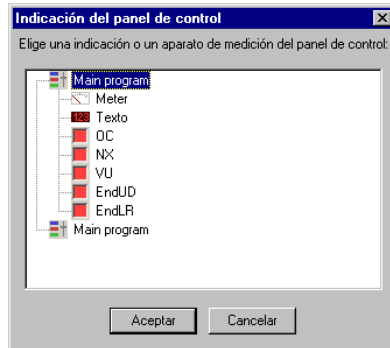 Indicación del panel de control
Elige una indicación o un aparato de medición del panel de control:
Main program
Meter
123 Texto
OC
NX
VU
EndUD
EndLR
Main program
Aceptar Cancelar